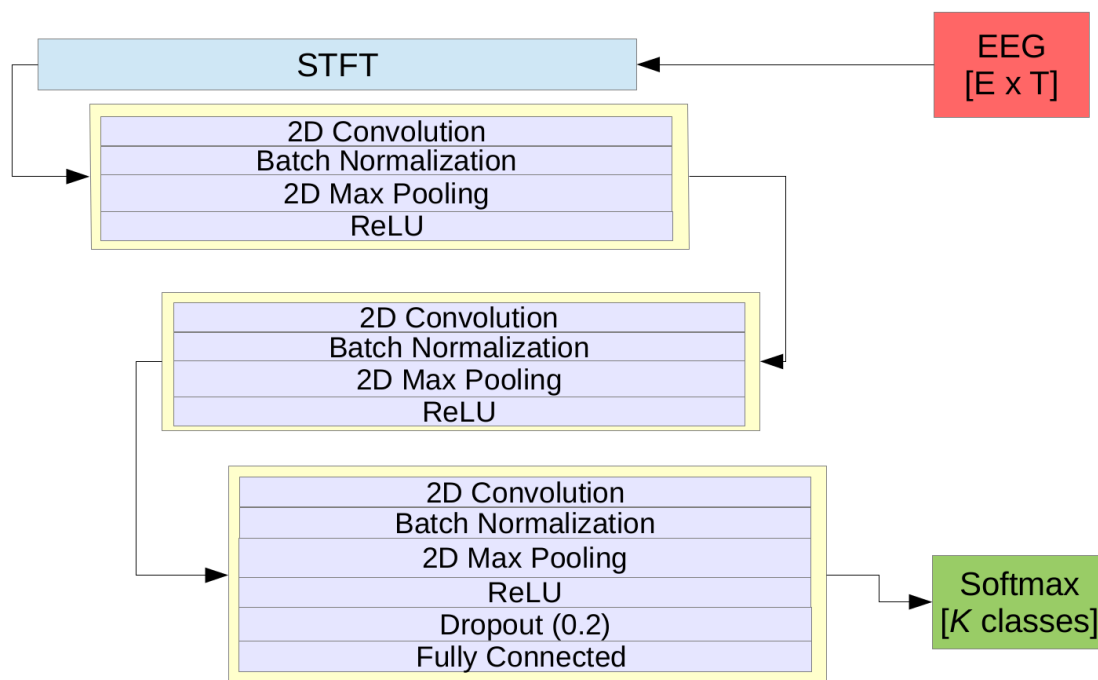 STFT
EEG
[E x T]
2D Convolution
Batch Normalization
2D Max Pooling
ReLU
2D Convolution
Batch Normalization
2D Max Pooling
ReLU
2D Convolution
Batch Normalization
2D Max Pooling
ReLU
Dropout (0.2)
Fully Connected
Softmax
[K classes]